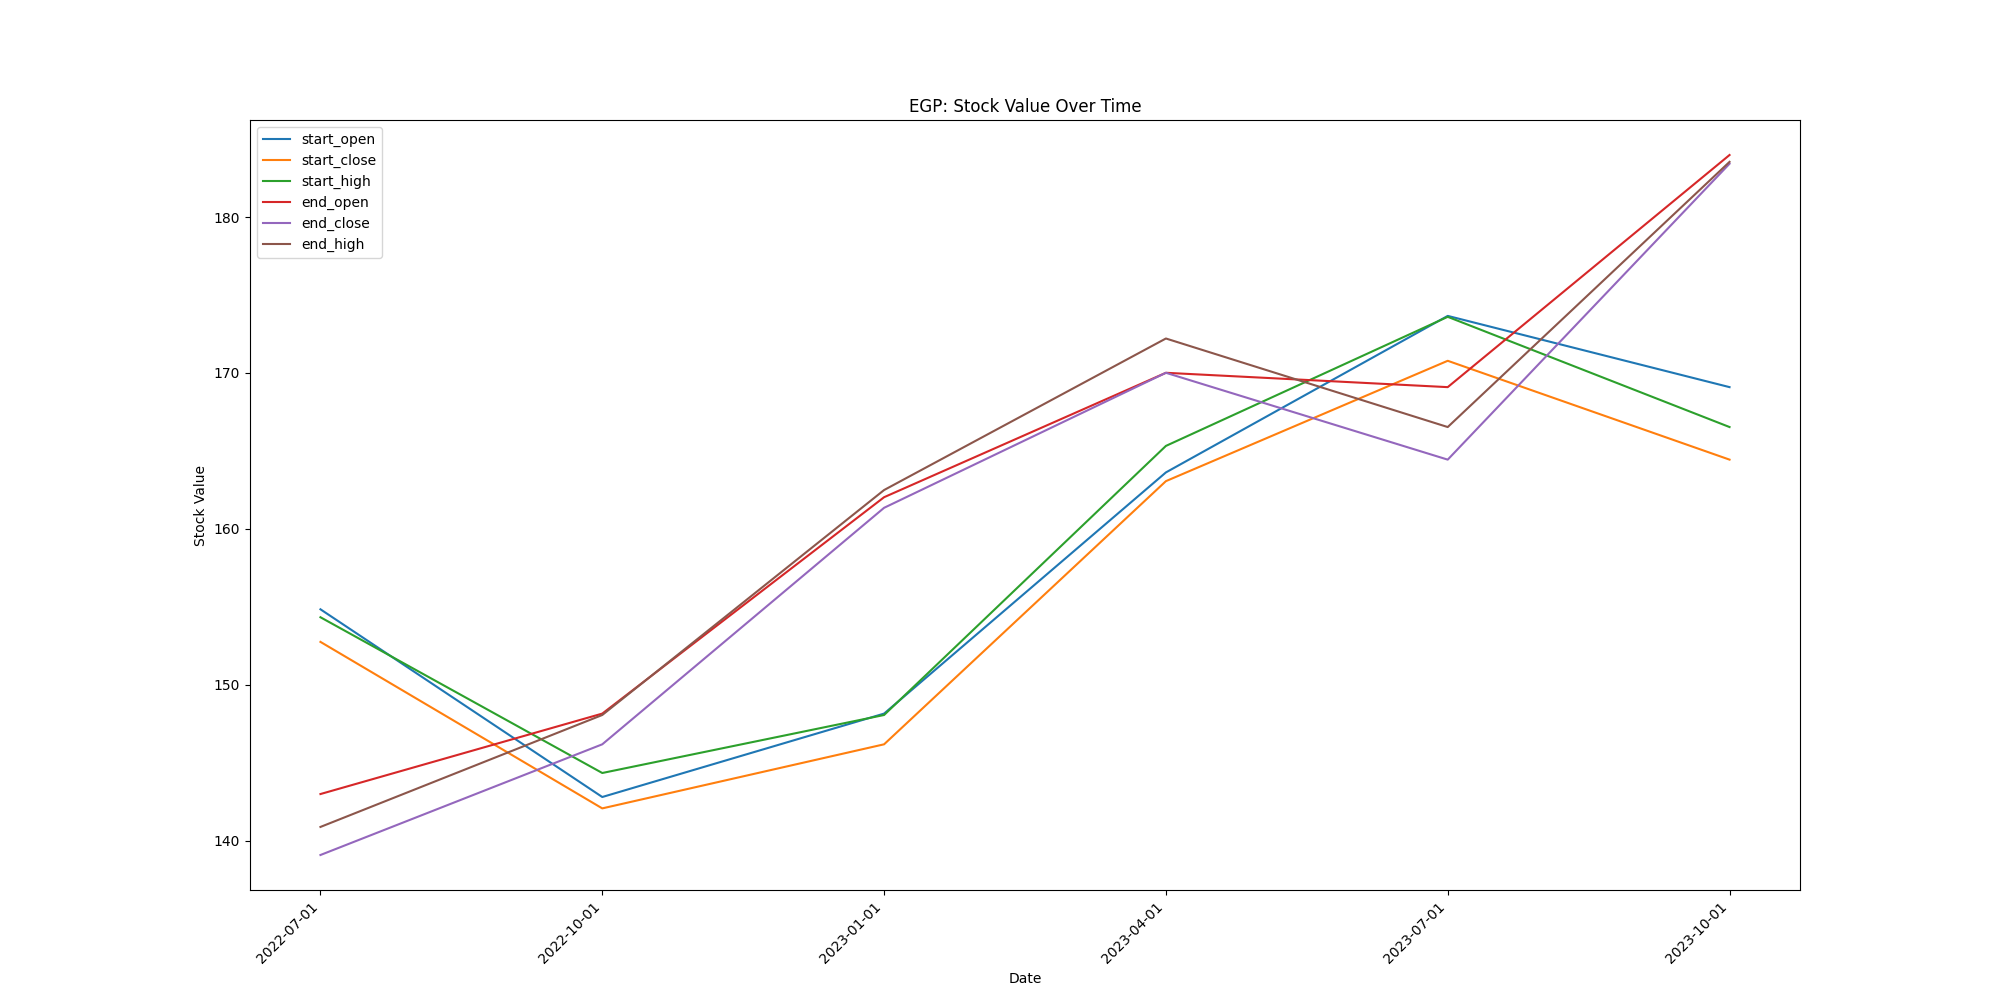 EGP: Stock Value Over Time
start_open
start_close
start_high
end_open
end_close
end_high
180
170
160
150
140
Stock Value
2022-07-01
2022-10-01
2023-01-01
2023-04-01
2023-07-01
2023-10-01
Date